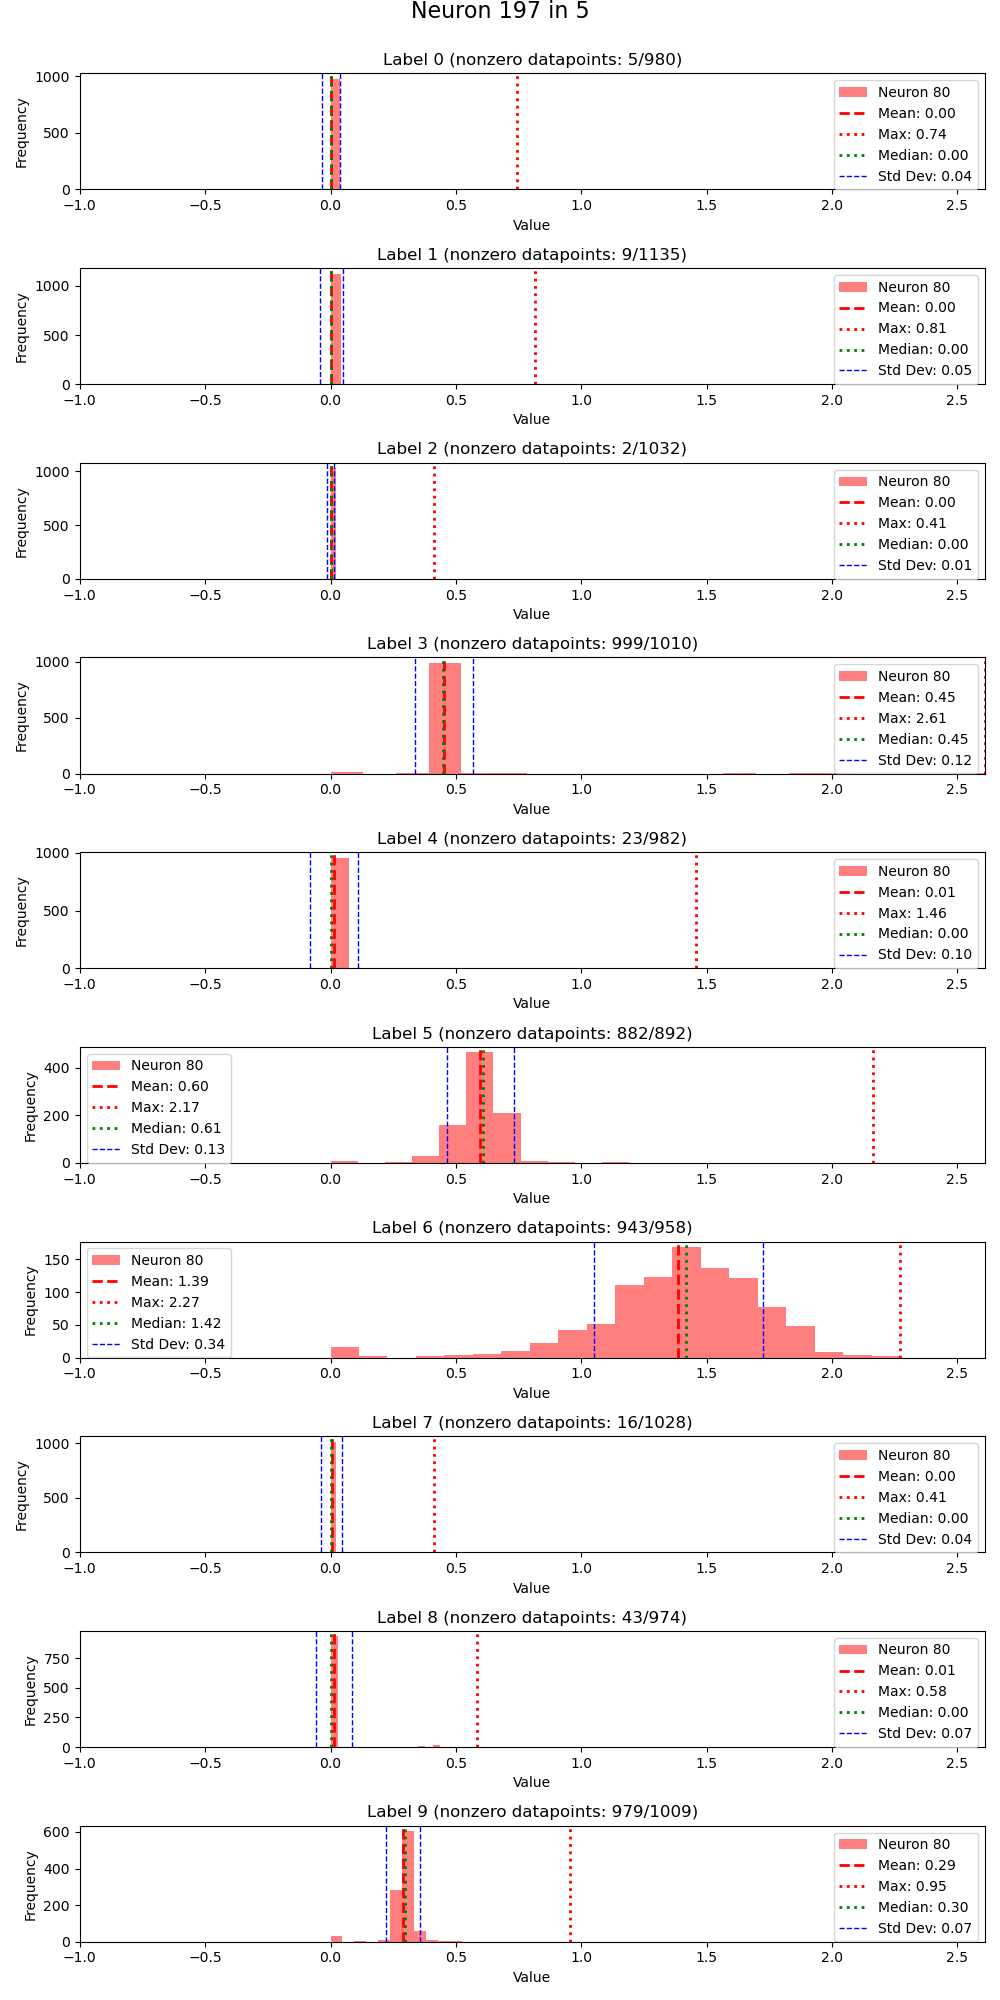 Neuron 197 in 5
Label 0 (nonzero datapoints: 5/980)
Frequency
1000
500
0
Neuron 80
Mean: 0.00
Max: 0.74
Median: 0.00
Std Dev: 0.04
−1.0 −0.5 0.0 0.5 1.0 1.5 2.0 2.5
Value
Label 1 (nonzero datapoints: 9/1135)
Frequency
1000
500
0
Neuron 80
Mean: 0.00
Max: 0.81
Median: 0.00
Std Dev: 0.05
−1.0 −0.5 0.0 0.5 1.0 1.5 2.0 2.5
Value
Label 2 (nonzero datapoints: 2/1032)
Frequency
1000
500
0
Neuron 80
Mean: 0.00
Max: 0.41
Median: 0.00
Std Dev: 0.01
−1.0 −0.5 0.0 0.5 1.0 1.5 2.0 2.5
Value
Label 3 (nonzero datapoints: 999/1010)
Frequency
1000
500
0
Neuron 80
Mean: 0.45
Max: 2.61
Median: 0.45
Std Dev: 0.12
−1.0 −0.5 0.0 0.5 1.0 1.5 2.0 2.5
Value
Label 4 (nonzero datapoints: 23/982)
Frequency
1000
500
0
Neuron 80
Mean: 0.01
Max: 1.46
Median: 0.00
Std Dev: 0.10
−1.0 −0.5 0.0 0.5 1.0 1.5 2.0 2.5
Value
Label 5 (nonzero datapoints: 882/892)
Frequency
400
200
0
Neuron 80
Mean: 0.60
Max: 2.17
Median: 0.61
Std Dev: 0.13
−1.0 −0.5 0.0 0.5 1.0 1.5 2.0 2.5
Value
Label 6 (nonzero datapoints: 943/958)
Frequency
150
100
50
0
Neuron 80
Mean: 1.39
Max: 2.27
Median: 1.42
Std Dev: 0.34
−1.0 −0.5 0.0 0.5 1.0 1.5 2.0 2.5
Value
Label 7 (nonzero datapoints: 16/1028)
Frequency
1000
500
0
Neuron 80
Mean: 0.00
Max: 0.41
Median: 0.00
Std Dev: 0.04
−1.0 −0.5 0.0 0.5 1.0 1.5 2.0 2.5
Value
Label 8 (nonzero datapoints: 43/974)
Frequency
750
500
250
0
Neuron 80
Mean: 0.01
Max: 0.58
Median: 0.00
Std Dev: 0.07
−1.0 −0.5 0.0 0.5 1.0 1.5 2.0 2.5
Value
Label 9 (nonzero datapoints: 979/1009)
Frequency
600
400
200
0
Neuron 80
Mean: 0.29
Max: 0.95
Median: 0.30
Std Dev: 0.07
−1.0 −0.5 0.0 0.5 1.0 1.5 2.0 2.5
Value